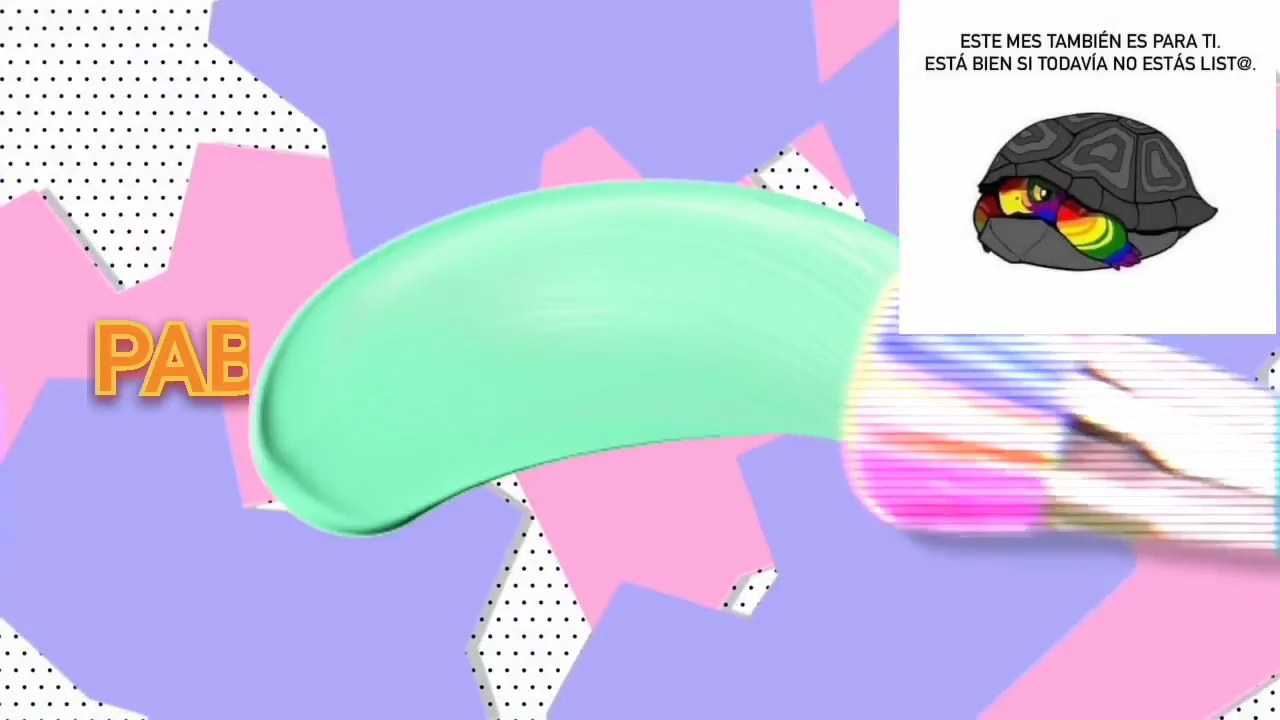 ESTE MES TAMBIÉN ES PARA TI.
ESTÁ BIEN SI TODAVÍA NO ESTÁS LIST@.
PAB